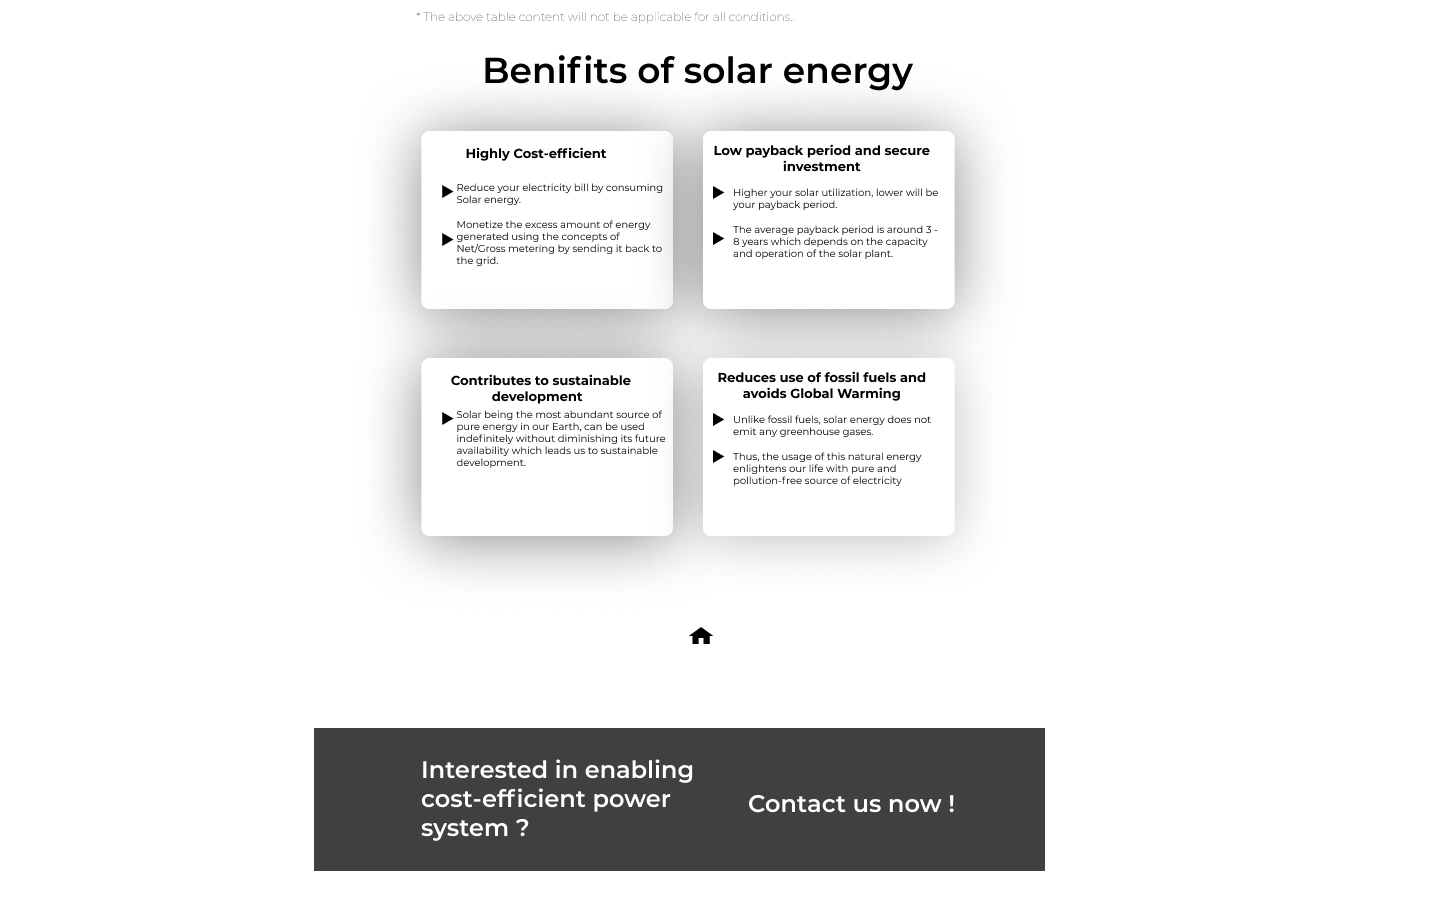 * The above table content will not be applicable for all conditions..
Benifits of solar energy
Highly Cost-efficient
Reduce your electricity bill by consuming
Solar energy.
Monetize the excess amount of energy
generated using the concepts of
Net/Gross metering by sending it back to
the grid.
Low payback period and secure
investment
Higher your solar utilization, lower will be
your payback period.
The average payback period is around 3 -
8 years which depends on the capacity
and operation of the solar plant.
Contributes to sustainable
development
Solar being the most abundant source of
pure energy in our Earth, can be used
indefinitely without diminishing its future
availability which leads us to sustainable
development.
Reduces use of fossil fuels and
avoids Global Warming
Unlike fossil fuels, solar energy does not
emit any greenhouse gases.
Thus, the usage of this natural energy
enlightens our life with pure and
pollution-free source of electricity
Interested in enabling
cost-efficient power
system ?
Contact us now !